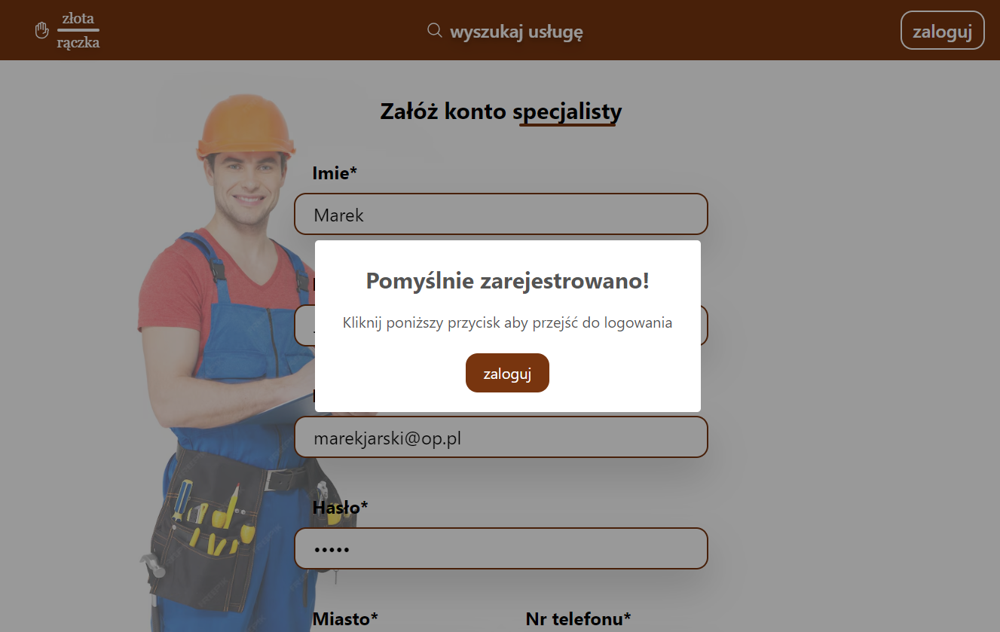 złota
rączka
wyszukaj usługę
zaloguj
Załóż konto specjalisty
Imie*
Marek
Pomyślnie zarejestrowano!
Kliknij poniższy przycisk aby przejść do logowania
zaloguj
marekjarski@op.pl
Hasło*
•••••
Miasto*
Nr telefonu*